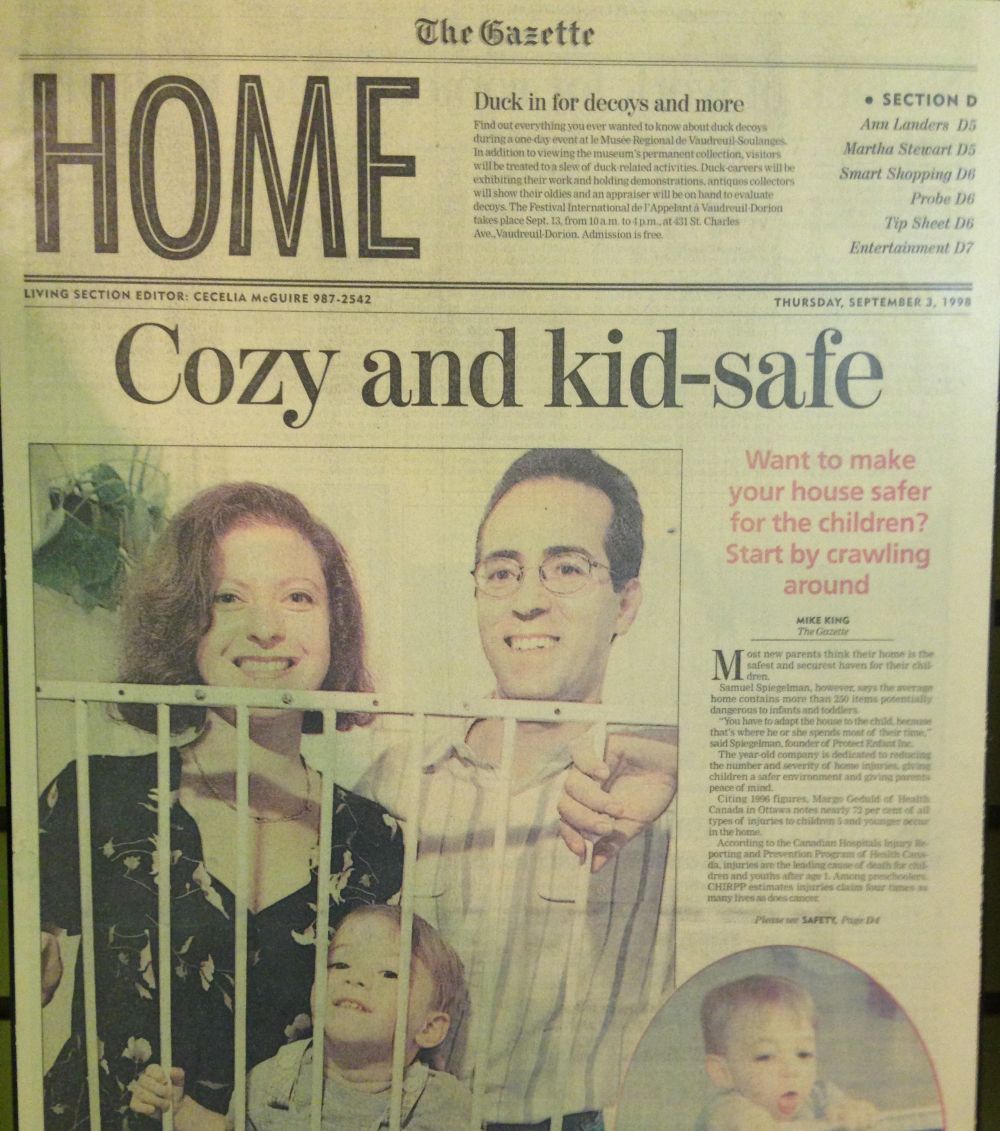 The Gazette
HOME
Duck in for decoys and more
Find out everything you ever wanted to know about duck decoys
during a one-day event at le Musée Régional de Vaudreuil-Soulanges.
In addition to viewing the museum's permanent collection, visitors
will be treated to a slew of duck-related activities. Duck-carvers will be
exhibiting their work and holding demonstrations, antiques collectors
will show their oldies and an appraiser will be on hand to evaluate
decoys. The Festival International de l'Appelant à Vaudreuil-Dorion
takes place Sept. 13, from 10 a.m. to 4 p.m., at 431 St. Charles
Ave., Vaudreuil-Dorion. Admission is free.
• SECTION D
Ann Landers D5
Martha Stewart D5
Smart Shopping D6
Probe D6
Tip Sheet D6
Entertainment D7
LIVING SECTION EDITOR: CECELIA McGUIRE 987-2542
THURSDAY, SEPTEMBER 3, 1998
Cozy and kid-safe
Want to make
your house safer
for the children?
Start by crawling
around
MIKE KING
The Gazette
Most new parents think their home is the
safest and securest haven for their chil-
dren.
Samuel Spiegelman, however, says the average
home contains more than 250 items potentially
dangerous to infants and toddlers.
"You have to adapt the house to the child, because
that's where he or she spends most of their time,"
said Spiegelman, founder of Protect Enfant Inc.
The year-old company is dedicated to reducing
the number and severity of home injuries, giving
children a safer environment and giving parents
peace of mind.
Citing 1996 figures, Margo Geduld of Health
Canada in Ottawa notes nearly 72 per cent of all
types of injuries to children 5 and younger occur
in the home.
According to the Canadian Hospitals Injury Re-
porting and Prevention Program of Health Cana-
da, injuries are the leading cause of death for chil-
dren and youths after age 1. Among preschoolers,
CHIRPP estimates injuries claim four times as
many lives as does cancer.
Please see SAFETY, Page D4